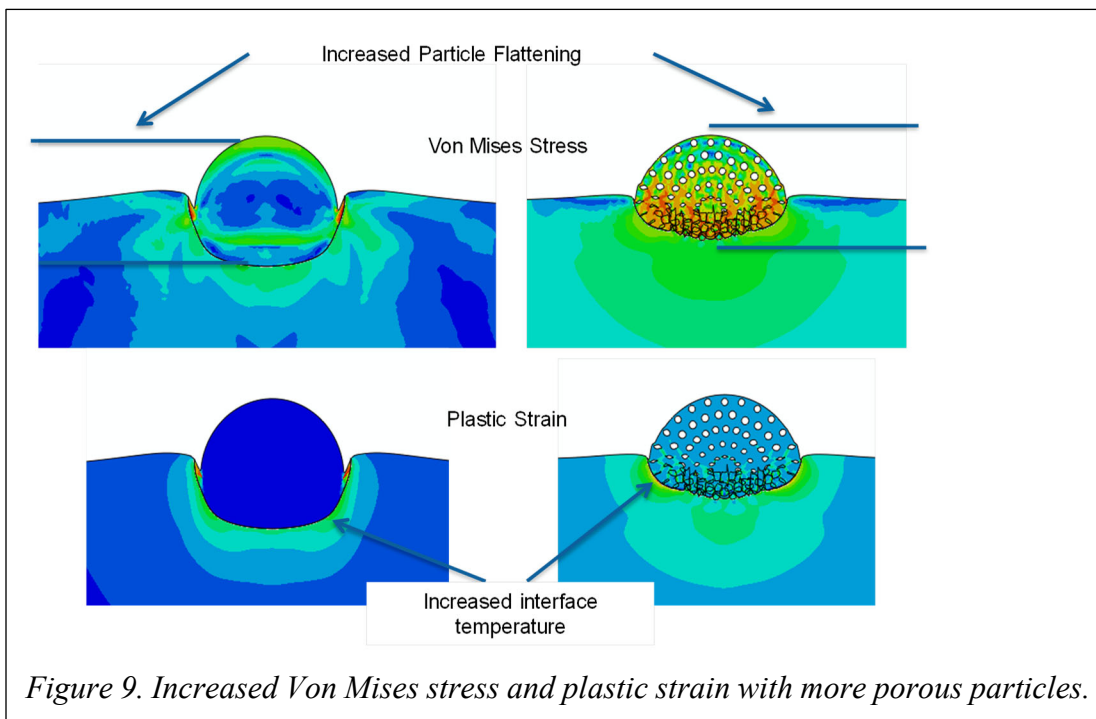 Increased Particle Flattening
Von Mises Stress
Plastic Strain
Increased interface
temperature
Figure 9. Increased Von Mises stress and plastic strain with more porous particles.